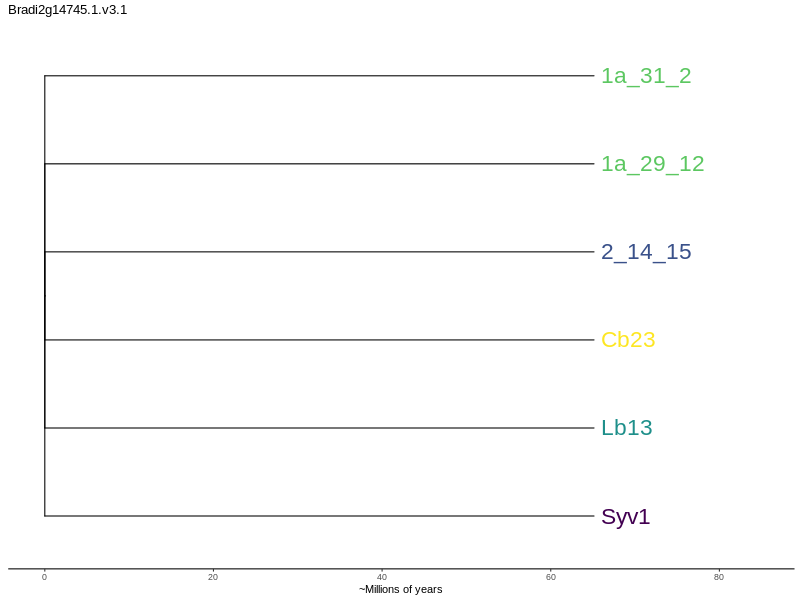 Bradi2g14745.1.v3.1
1a_31_2
1a_29_12
2_14_15
Cb23
Lb13
Syv1
0 20 40 60 80
~Millions of years